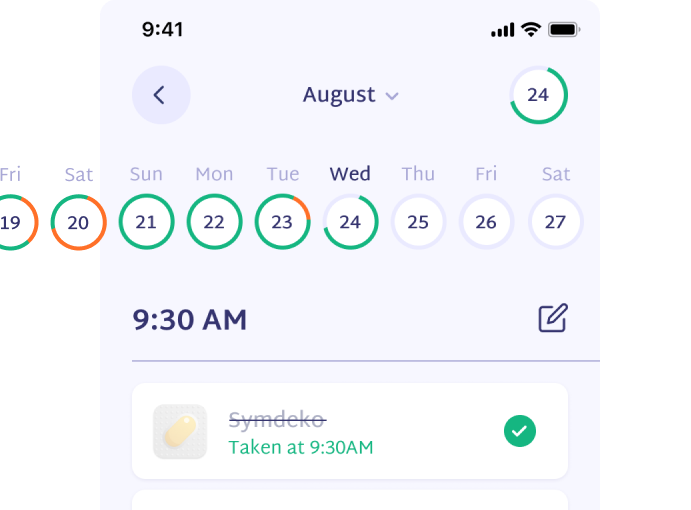 9:41
August
24
Fri Sat Sun Mon Tue Wed Thu Fri Sat
19 20 21 22 23 24 25 26 27
9:30 AM
Symdeko
Taken at 9:30AM